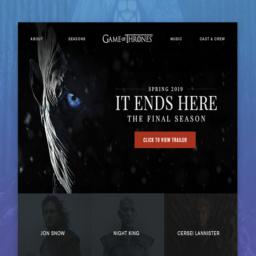 ABOUT SEASONS GAME OF THRONES MUSIC CAST & CREW
SPRING 2019
IT ENDS HERE
THE FINAL SEASON
CLICK TO VIEW TRAILER
JON SNOW NIGHT KING CERSEI LANNISTER